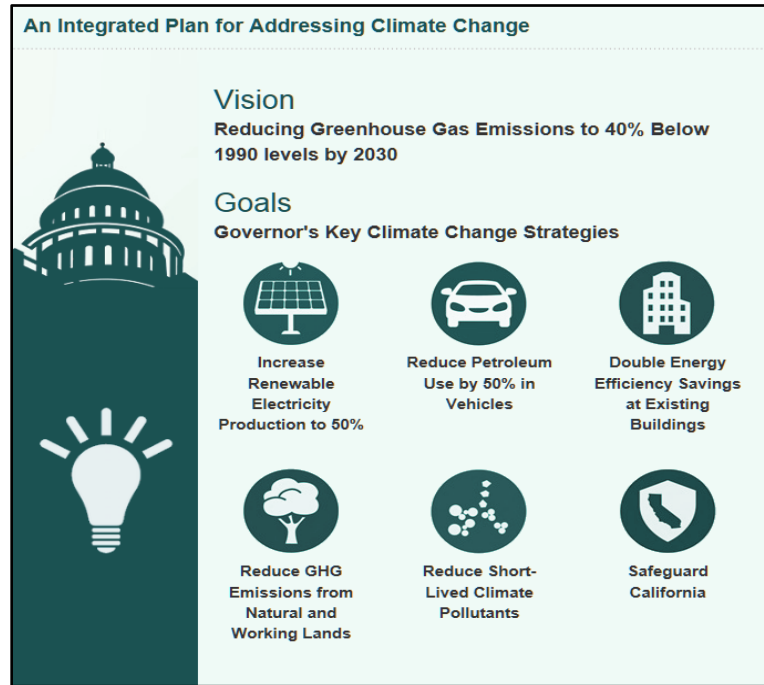 An Integrated Plan for Addressing Climate Change
Vision
Reducing Greenhouse Gas Emissions to 40% Below
1990 levels by 2030
Goals
Governor's Key Climate Change Strategies
Increase
Renewable
Electricity
Production to 50%
Reduce Petroleum
Use by 50% in
Vehicles
Double Energy
Efficiency Savings
at Existing
Buildings
Reduce GHG
Emissions from
Natural and
Working Lands
Reduce Short-
Lived Climate
Pollutants
Safeguard
California